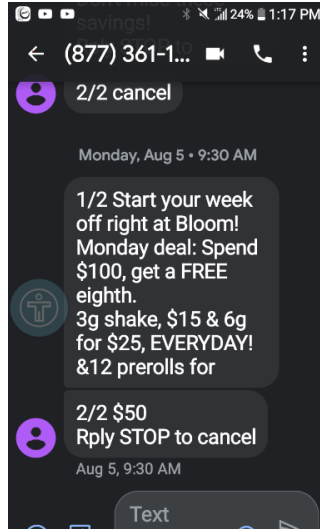 24% 1:17 PM
savings!
(877) 361-1...
2/2 cancel
Monday, Aug 5 • 9:30 AM
1/2 Start your week
off right at Bloom!
Monday deal: Spend
$100, get a FREE
eighth.
3g shake, $15 & 6g
for $25, EVERYDAY!
&12 prerolls for
2/2 $50
Rply STOP to cancel
Aug 5, 9:30 AM
Text